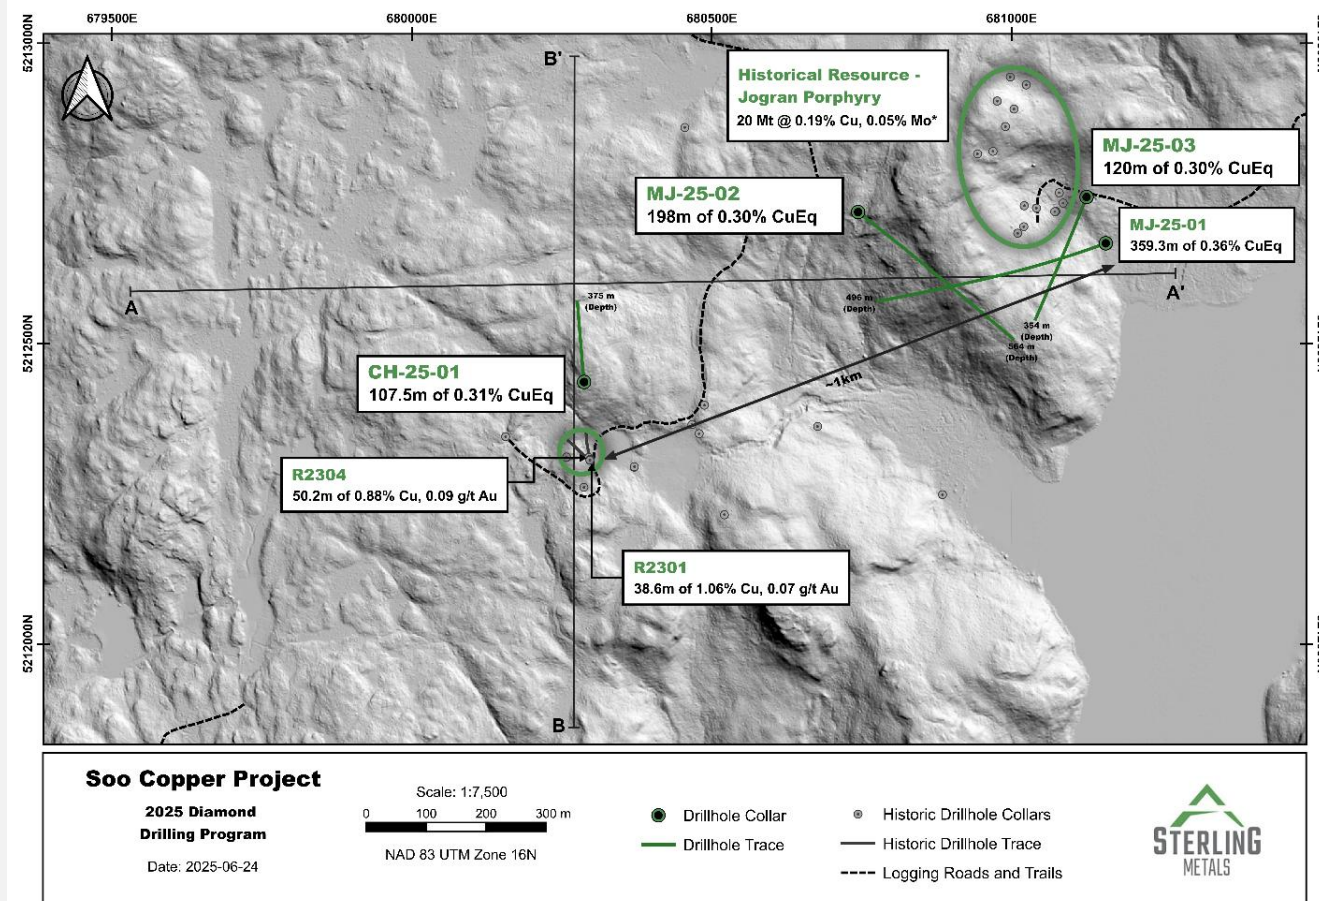 679500E
680000E
680500E
681000E
5213000N
5212500N
5212000N
B'
Historical Resource -
Jogran Porphyry
20 Mt @ 0.19% Cu, 0.05% Mo*
MJ-25-03
120m of 0.30% CuEq
MJ-25-02
198m of 0.30% CuEq
MJ-25-01
359.3m of 0.36% CuEq
A
A'
375 m
(Depth)
496 m
(Depth)
354 m
(Depth)
564 m
(Depth)
CH-25-01
107.5m of 0.31% CuEq
~1km
R2304
50.2m of 0.88% Cu, 0.09 g/t Au
R2301
38.6m of 1.06% Cu, 0.07 g/t Au
B
Soo Copper Project
2025 Diamond
Drilling Program
Date: 2025-06-24
Scale: 1:7,500
0 100 200 300 m
NAD 83 UTM Zone 16N
Drillhole Collar
Drillhole Trace
Historic Drillhole Collars
Historic Drillhole Trace
Logging Roads and Trails
STERLING
METALS